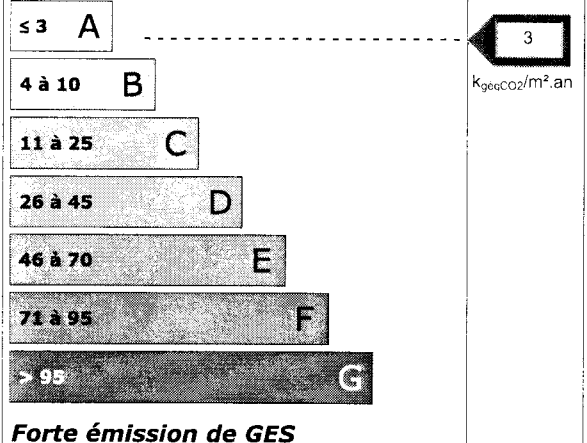 ≤ 3 A
3
kgéqCO2/m².an
4 à 10 B
11 à 25 C
26 à 45 D
46 à 70 E
71 à 95 F
> 95 G
Forte émission de GES